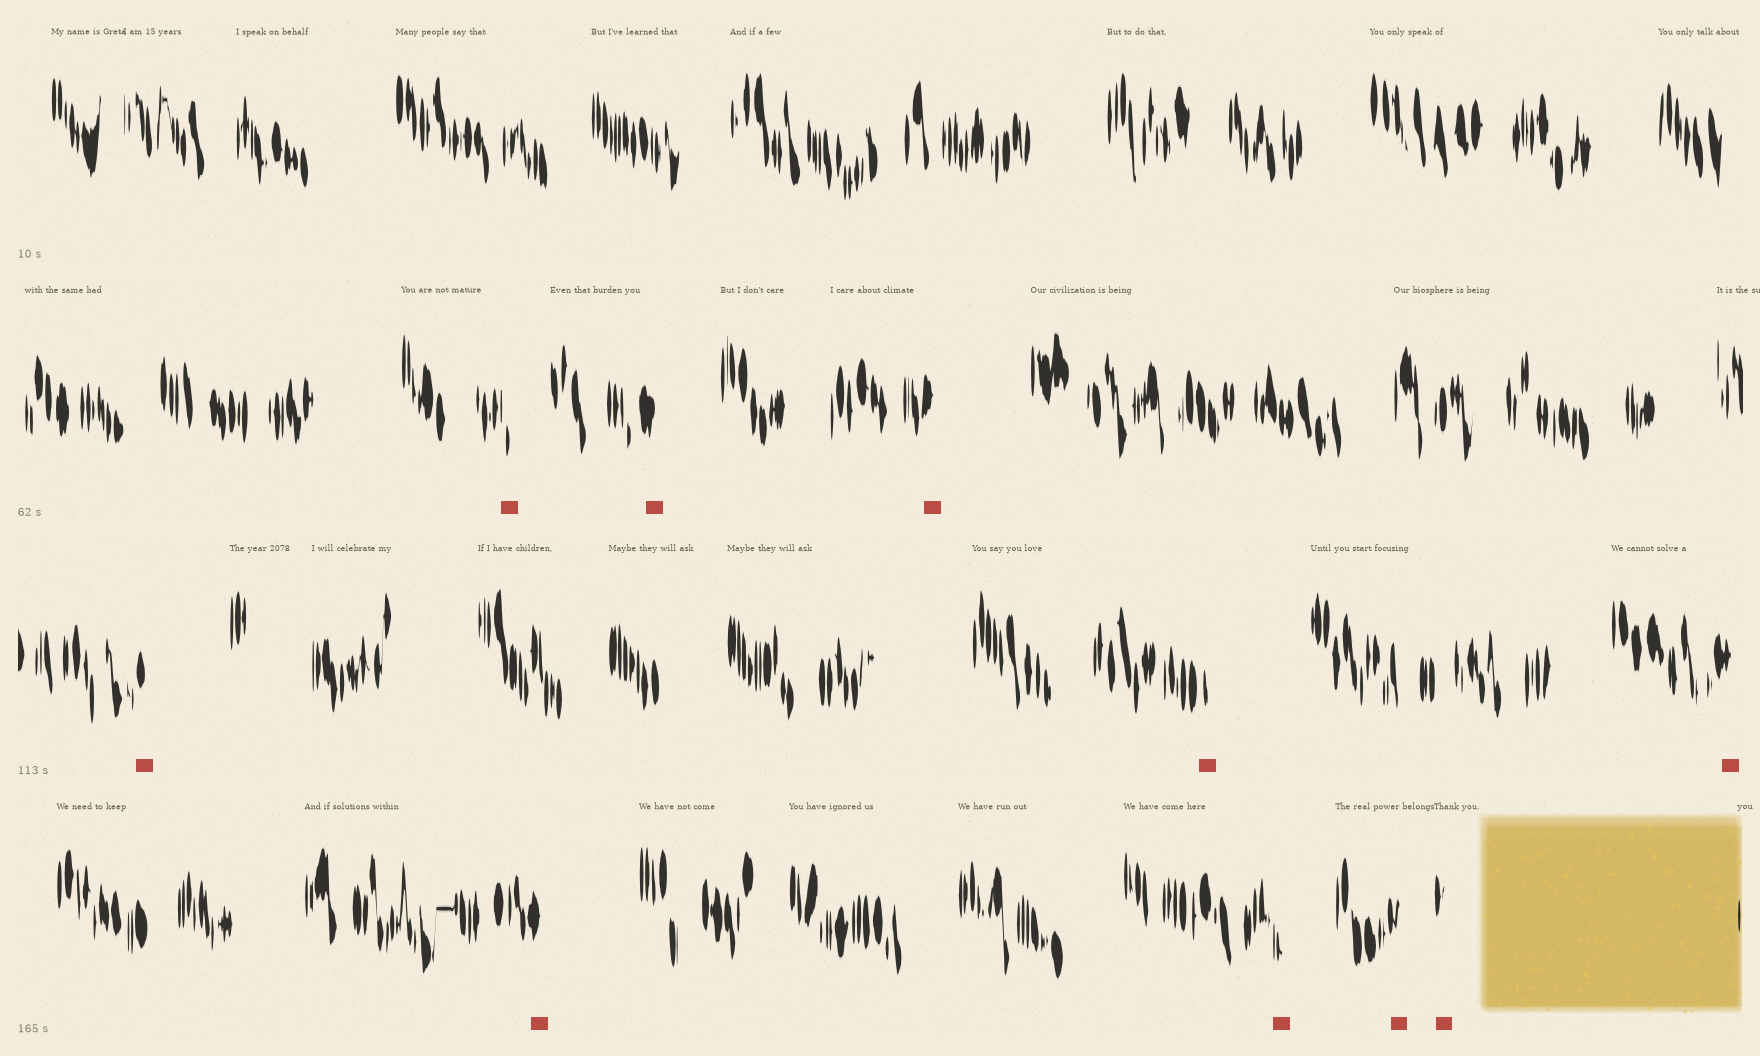 My name is Greta I am 15 years I speak on behalf Many people say that But I've learned that And if a few But to do that, You only speak of You only talk about
10 s
with the same bad You are not mature Even that burden you But I don't care I care about climate Our civilization is being Our biosphere is being It is the su
62 s
The year 2078 I will celebrate my If I have children, Maybe they will ask Maybe they will ask You say you love Until you start focusing We cannot solve a
113 s
We need to keep And if solutions within We have not come You have ignored us We have run out We have come here The real power belongs Thank you. you
165 s